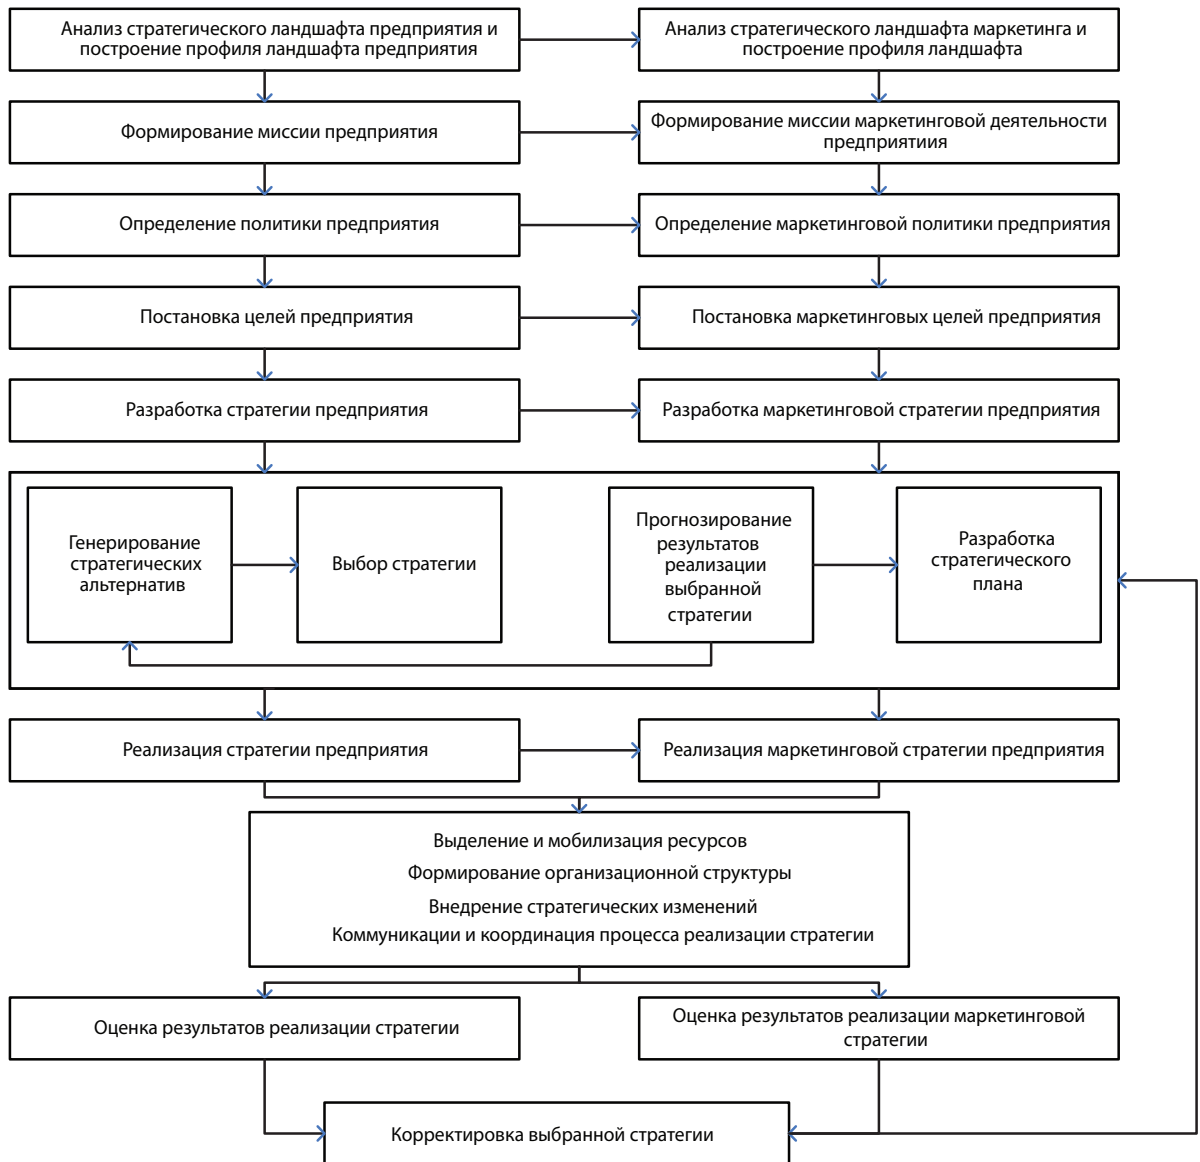 Анализ стратегического ландшафта предприятия и
построение профиля ландшафта предприятия
Анализ стратегического ландшафта маркетинга и
построение профиля ландшафта
Формирование миссии предприятия
Формирование миссии маркетинговой деятельности
предприятиия
Определение политики предприятия
Определение маркетинговой политики предприятия
Постановка целей предприятия
Постановка маркетинговых целей предприятия
Разработка стратегии предприятия
Разработка маркетинговой стратегии предприятия
Генерирование
стратегических
альтернатив
Выбор стратегии
Прогнозирование
результатов
реализации
выбранной
стратегии
Разработка
стратегического
плана
Реализация стратегии предприятия
Реализация маркетинговой стратегии предприятия
Выделение и мобилизация ресурсов
Формирование организационной структуры
Внедрение стратегических изменений
Коммуникации и координация процесса реализации стратегии
Оценка результатов реализации стратегии
Оценка результатов реализации маркетинговой
стратегии
Корректировка выбранной стратегии